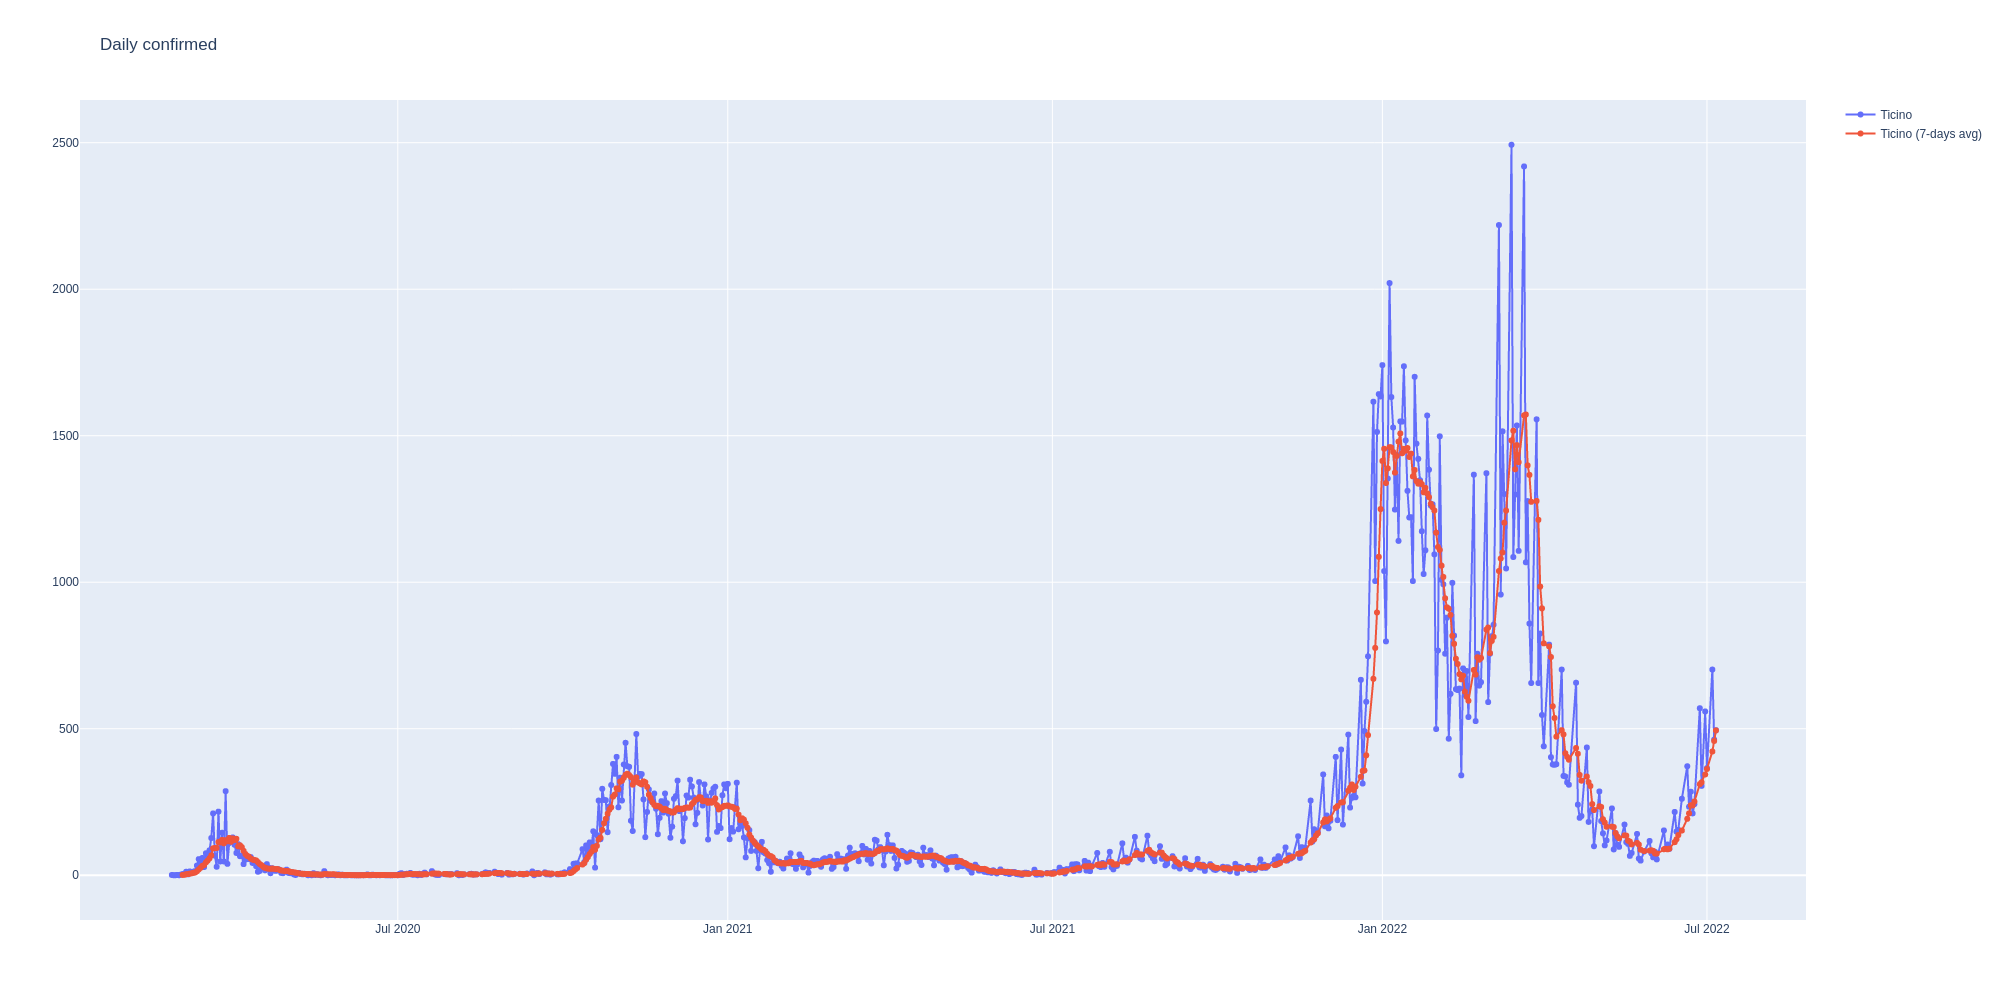 Daily confirmed
2500
2000
1500
1000
500
0
Jul 2020
Jan 2021
Jul 2021
Jan 2022
Jul 2022
Ticino
Ticino (7-days avg)